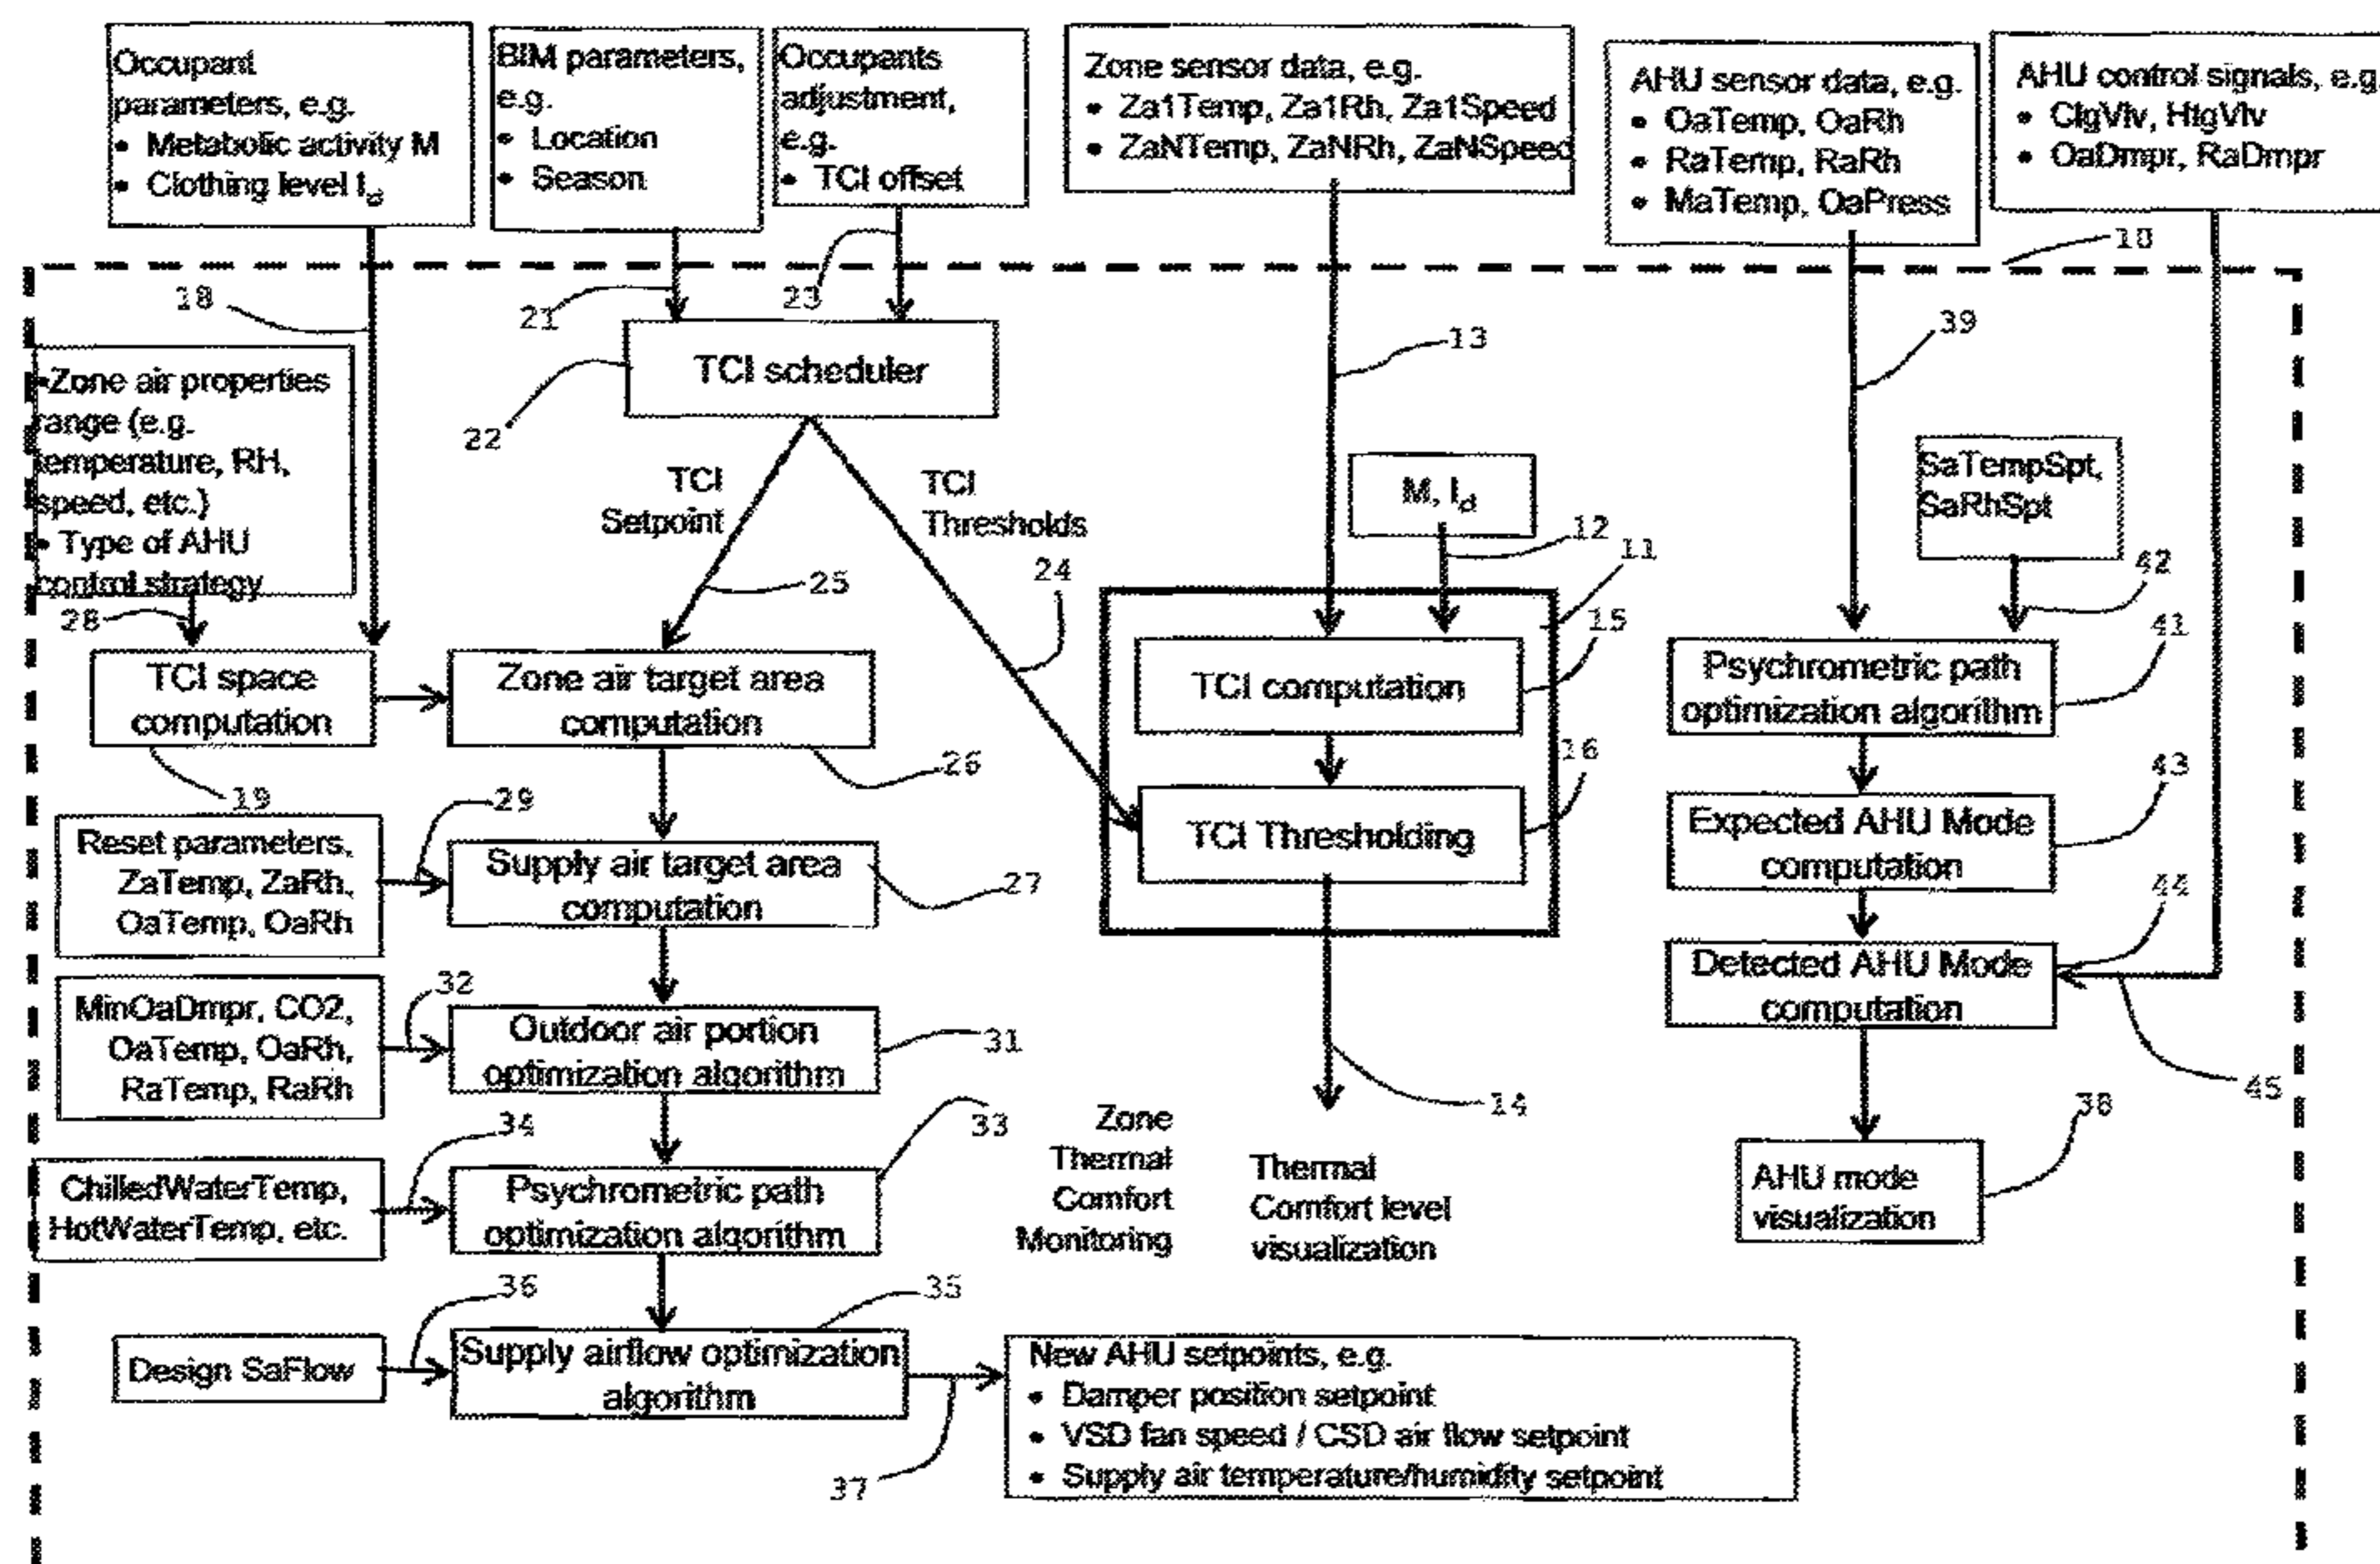 Occupant
parameters, e.g.
• Metabolic activity M
• Clothing level Id
BIM parameters,
e.g.
• Location
• Season
Occupants
adjustment,
e.g.
• TCI offset
Zone sensor data, e.g.
• Za1Temp, Za1Rh, Za1Speed
• ZaNTemp, ZaNRh, ZaNSpeed
AHU sensor data, e.g.
• OaTemp, OaRh
• RaTemp, RaRh
• MaTemp, OaPress
AHU control signals, e.g.
• ClgVlv, HtgVlv
• OaDmpr, RaDmpr
10
18
21
23
13
39
TCI scheduler
22
•Zone air properties
range (e.g.
temperature, RH,
speed, etc.)
• Type of AHU
control strategy
28
TCI
Setpoint
TCI
Thresholds
25
24
M, Id
12
11
SaTempSpt,
SaRhSpt
42
TCI space
computation
19
Zone air target area
computation
26
TCI computation
15
Psychrometric path
optimization algorithm
41
TCI Thresholding
16
Expected AHU Mode
computation
43
Reset parameters,
ZaTemp, ZaRh,
OaTemp, OaRh
29
Supply air target area
computation
27
Detected AHU Mode
computation
44
45
MinOaDmpr, CO2,
OaTemp, OaRh,
RaTemp, RaRh
32
Outdoor air portion
optimization algorithm
31
14
Zone
Thermal
Comfort
Monitoring
Thermal
Comfort level
visualization
AHU mode
visualization
38
ChilledWaterTemp,
HotWaterTemp, etc.
34
Psychrometric path
optimization algorithm
33
Design SaFlow
36
Supply airflow optimization
algorithm
35
37
New AHU setpoints, e.g.
• Damper position setpoint
• VSD fan speed / CSD air flow setpoint
• Supply air temperature/humidity setpoint